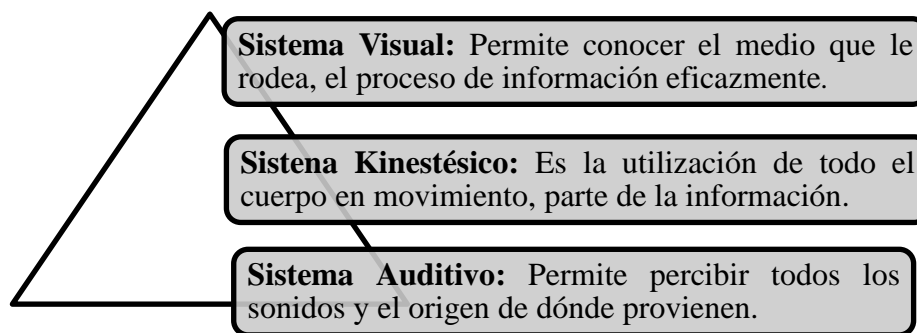 Sistema Visual: Permite conocer el medio que le
rodea, el proceso de información eficazmente.
Sistena Kinestésico: Es la utilización de todo el
cuerpo en movimiento, parte de la información.
Sistema Auditivo: Permite percibir todos los
sonidos y el origen de dónde provienen.